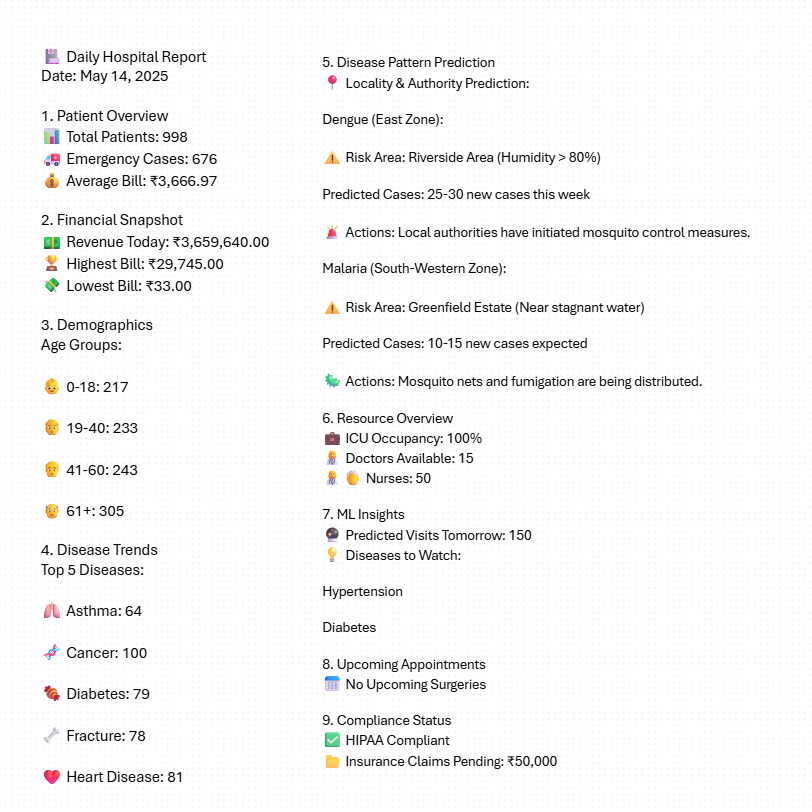 Daily Hospital Report
Date: May 14, 2025
1. Patient Overview
Total Patients: 998
Emergency Cases: 676
Average Bill: ₹3,666.97
2. Financial Snapshot
Revenue Today: ₹3,659,640.00
Highest Bill: ₹29,745.00
Lowest Bill: ₹33.00
3. Demographics
Age Groups:
0-18: 217
19-40: 233
41-60: 243
61+: 305
4. Disease Trends
Top 5 Diseases:
Asthma: 64
Cancer: 100
Diabetes: 79
Fracture: 78
Heart Disease: 81
5. Disease Pattern Prediction
Locality & Authority Prediction:
Dengue (East Zone):
Risk Area: Riverside Area (Humidity > 80%)
Predicted Cases: 25-30 new cases this week
Actions: Local authorities have initiated mosquito control measures.
Malaria (South-Western Zone):
Risk Area: Greenfield Estate (Near stagnant water)
Predicted Cases: 10-15 new cases expected
Actions: Mosquito nets and fumigation are being distributed.
6. Resource Overview
ICU Occupancy: 100%
Doctors Available: 15
Nurses: 50
7. ML Insights
Predicted Visits Tomorrow: 150
Diseases to Watch:
Hypertension
Diabetes
8. Upcoming Appointments
No Upcoming Surgeries
9. Compliance Status
HIPAA Compliant
Insurance Claims Pending: ₹50,000